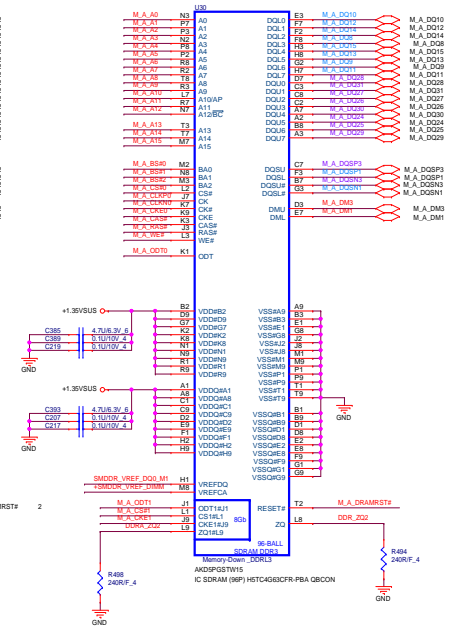 U30
M_A_A0 N3 A0 DQL0 E3 M_A_DQ10 M_A_DQ10
M_A_A1 P7 A1 DQL1 F7 M_A_DQ12 M_A_DQ12
M_A_A2 P3 A2 DQL2 F2 M_A_DQ14 M_A_DQ14
M_A_A3 N2 A3 DQL3 F8 M_A_DQ8 M_A_DQ8
M_A_A4 P8 A4 DQL4 H3 M_A_DQ15 M_A_DQ15
M_A_A5 P2 A5 DQL5 H8 M_A_DQ13 M_A_DQ13
M_A_A6 R8 A6 DQL6 G2 M_A_DQ9 M_A_DQ9
M_A_A7 R2 A7 DQL7 H7 M_A_DQ11 M_A_DQ11
M_A_A8 T8 A8 DQU0 D7 M_A_DQ28 M_A_DQ28
M_A_A9 R3 A9 DQU1 C3 M_A_DQ31 M_A_DQ31
M_A_A10 L7 A10/AP DQU2 C8 M_A_DQ27 M_A_DQ27
M_A_A11 R7 A11 DQU3 C2 M_A_DQ26 M_A_DQ26
M_A_A12 N7 A12/BC DQU4 A7 M_A_DQ30 M_A_DQ30
DQU5 A2 M_A_DQ24 M_A_DQ24
M_A_A13 T3 A13 DQU6 B8 M_A_DQ25 M_A_DQ25
M_A_A14 T7 A14 DQU7 A3 M_A_DQ29 M_A_DQ29
M_A_A15 M7 A15
M_A_BS#0 M2 BA0 DQSU C7 M_A_DQSP3 M_A_DQSP3
M_A_BS#1 N8 BA1 DQSL F3 M_A_DQSP1 M_A_DQSP1
M_A_BS#2 M3 BA2 DQSU# B7 M_A_DQSN3 M_A_DQSN3
M_A_CS#0 L2 CS# DQSL# G3 M_A_DQSN1 M_A_DQSN1
M_A_CLKP0 J7 CK
M_A_CLKN0 K7 CK# DMU D3 M_A_DM3 M_A_DM3
M_A_CKE0 K9 CKE DML E7 M_A_DM1 M_A_DM1
M_A_CAS# K3 CAS#
M_A_RAS# J3 RAS#
M_A_WE# L3 WE#
M_A_ODT0 K1 ODT
+1.35VSUS B2 VDD#B2 VSS#A9 A9
D9 VDD#D9 VSS#B3 B3
G7 VDD#G7 VSS#E1 E1
C385 4.7U/6.3V_6 K2 VDD#K2 VSS#G8 G8
C389 0.1U/10V_4 K8 VDD#K8 VSS#J2 J2
C219 0.1U/10V_4 N1 VDD#N1 VSS#J8 J8
N9 VDD#N9 VSS#M1 M1
GND R1 VDD#R1 VSS#M9 M9
R9 VDD#R9 VSS#P1 P1
VSS#P9 P9
+1.35VSUS A1 VDDQ#A1 VSS#T1 T1
A8 VDDQ#A8 VSS#T9 T9
C1 VDDQ#C1 GND
C393 4.7U/6.3V_6 C9 VDDQ#C9 VSSQ#B1 B1
C207 0.1U/10V_4 D2 VDDQ#D2 VSSQ#B9 B9
C217 0.1U/10V_4 E9 VDDQ#E9 VSSQ#D1 D1
F1 VDDQ#F1 VSSQ#D8 D8
H2 VDDQ#H2 VSSQ#E2 E2
GND H9 VDDQ#H9 VSSQ#E8 E8
VSSQ#F9 F9
VSSQ#G1 G1
VSSQ#G9 G9
SMDDR_VREF_DQ0_M1 H1 VREFDQ
+SMDDR_VREF_DIMM M8 VREFCA
RST# 2 M_A_ODT1 J1 ODT1#J1 RESET# T2 M_A_DRAMRST#
M_A_CS#1 L1 CS1#L1
M_A_CKE1 J9 CKE1#J9 8Gb ZQ L8 DDR_ZQ2
DDRA_ZQ2 L9 ZQ1#L9
96-BALL
SDRAM DDR3
Memory-Down _DDRL3
AKD5PGSTW15
IC SDRAM (96P) H5TC4G63CFR-PBA QBCON
R498
240R/F_4
GND
R494
240R/F_4
GND